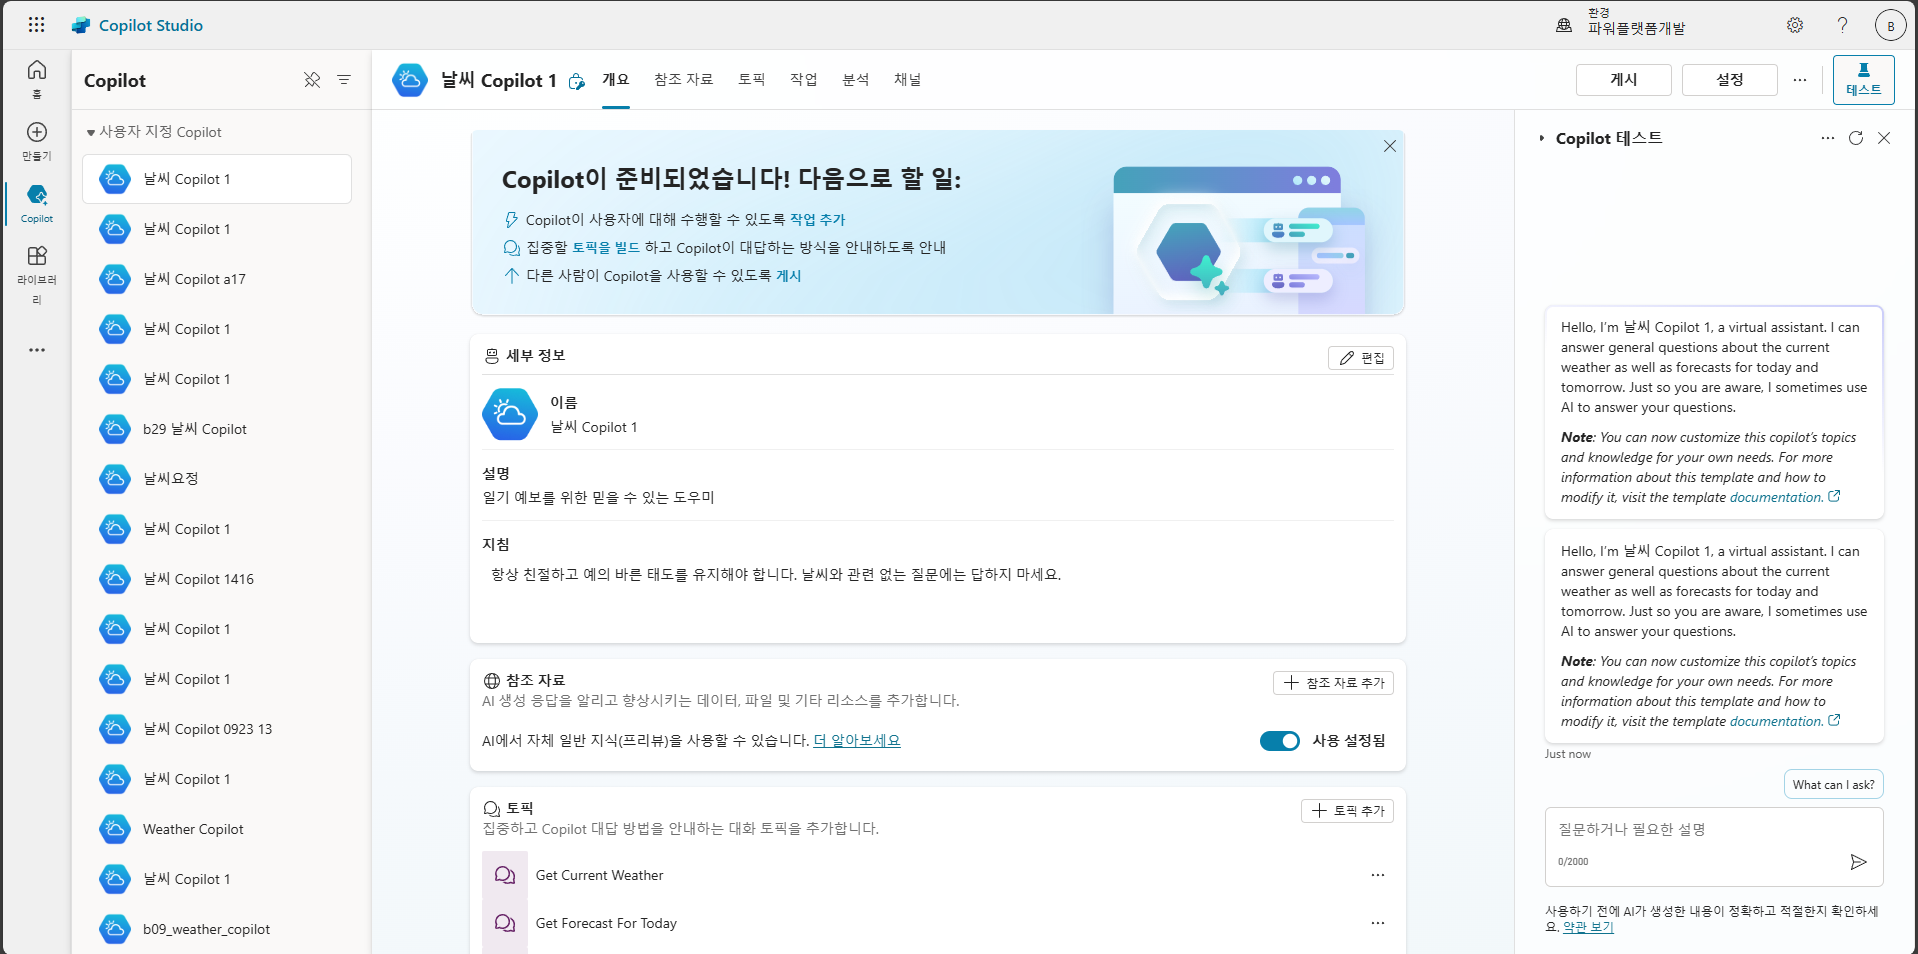 Copilot Studio
환경
파워플랫폼개발
B
홈
만들기
Copilot
라이브러
리
Copilot
사용자 지정 Copilot
날씨 Copilot 1
날씨 Copilot 1
날씨 Copilot a17
날씨 Copilot 1
날씨 Copilot 1
b29 날씨 Copilot
날씨요정
날씨 Copilot 1
날씨 Copilot 1416
날씨 Copilot 1
날씨 Copilot 1
날씨 Copilot 0923 13
날씨 Copilot 1
Weather Copilot
날씨 Copilot 1
b09_weather_copilot
날씨 Copilot 1
개요 참조 자료 토픽 작업 분석 채널
게시 설정 ··· 테스트
Copilot이 준비되었습니다! 다음으로 할 일:
Copilot이 사용자에 대해 수행할 수 있도록 작업 추가
집중할 토픽을 빌드 하고 Copilot이 대답하는 방식을 안내하도록 안내
다른 사람이 Copilot을 사용할 수 있도록 게시
세부 정보
편집
이름
날씨 Copilot 1
설명
일기 예보를 위한 믿을 수 있는 도우미
지침
항상 친절하고 예의 바른 태도를 유지해야 합니다. 날씨와 관련 없는 질문에는 답하지 마세요.
참조 자료
참조 자료 추가
AI 생성 응답을 알리고 향상시키는 데이터, 파일 및 기타 리소스를 추가합니다.
AI에서 자체 일반 지식(프리뷰)을 사용할 수 있습니다. 더 알아보세요
사용 설정됨
토픽
토픽 추가
집중하고 Copilot 대답 방법을 안내하는 대화 토픽을 추가합니다.
Get Current Weather
Get Forecast For Today
Copilot 테스트
Hello, I’m 날씨 Copilot 1, a virtual assistant. I can
answer general questions about the current
weather as well as forecasts for today and
tomorrow. Just so you are aware, I sometimes use
AI to answer your questions.
Note: You can now customize this copilot’s topics
and knowledge for your own needs. For more
information about this template and how to
modify it, visit the template documentation.
Hello, I’m 날씨 Copilot 1, a virtual assistant. I can
answer general questions about the current
weather as well as forecasts for today and
tomorrow. Just so you are aware, I sometimes use
AI to answer your questions.
Note: You can now customize this copilot’s topics
and knowledge for your own needs. For more
information about this template and how to
modify it, visit the template documentation.
Just now
What can I ask?
질문하거나 필요한 설명
0/2000
사용하기 전에 AI가 생성한 내용이 정확하고 적절한지 확인하세
요. 약관 보기